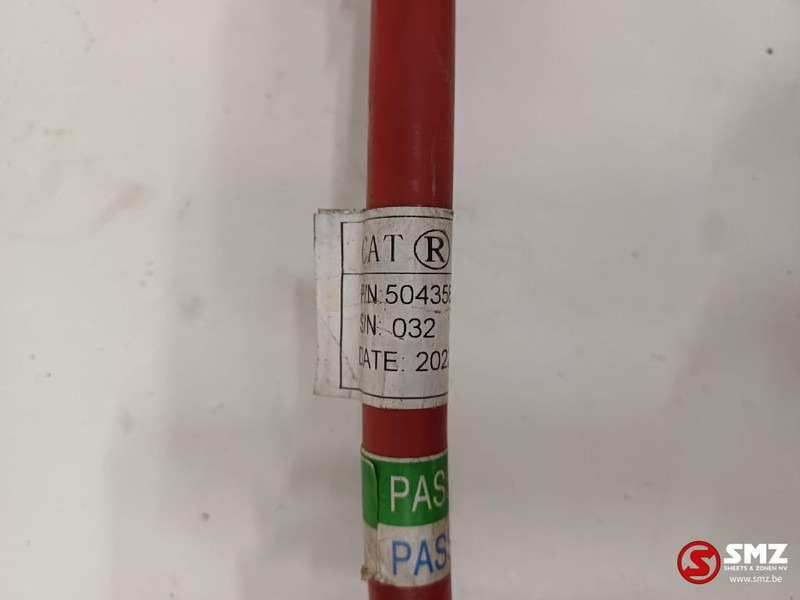 CAT ®
P/N: 504358
S/N: 032
DATE: 202
PAS
PAS
SMZ
SHEETS & ZONEN NV
www.smz.be